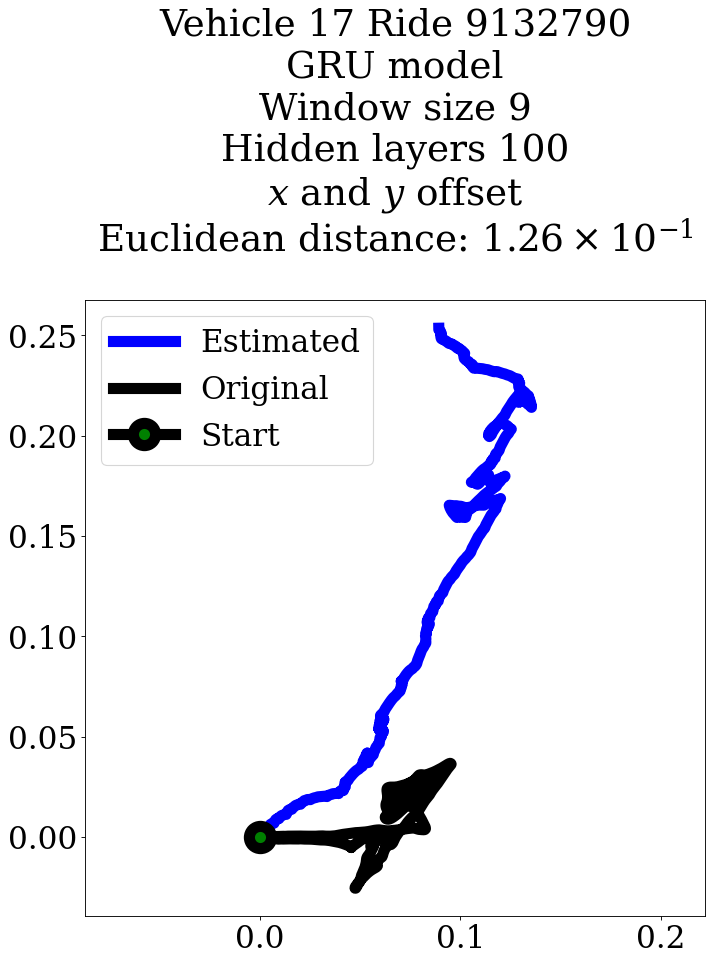 Vehicle 17 Ride 9132790
GRU model
Window size 9
Hidden layers 100
x and y offset
Euclidean distance: 1.26 × 10⁻¹
Estimated
Original
Start
0.25
0.20
0.15
0.10
0.05
0.00
0.0 0.1 0.2